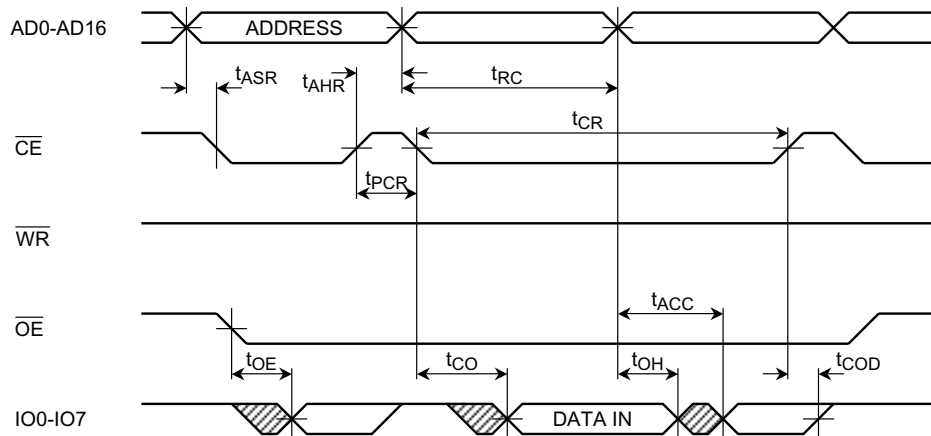 AD0-AD16 ADDRESS
tASR tAHR tRC
CE tCR
tPCR
WR
OE tACC
tOE tCO tOH tCOD
IO0-IO7 DATA IN